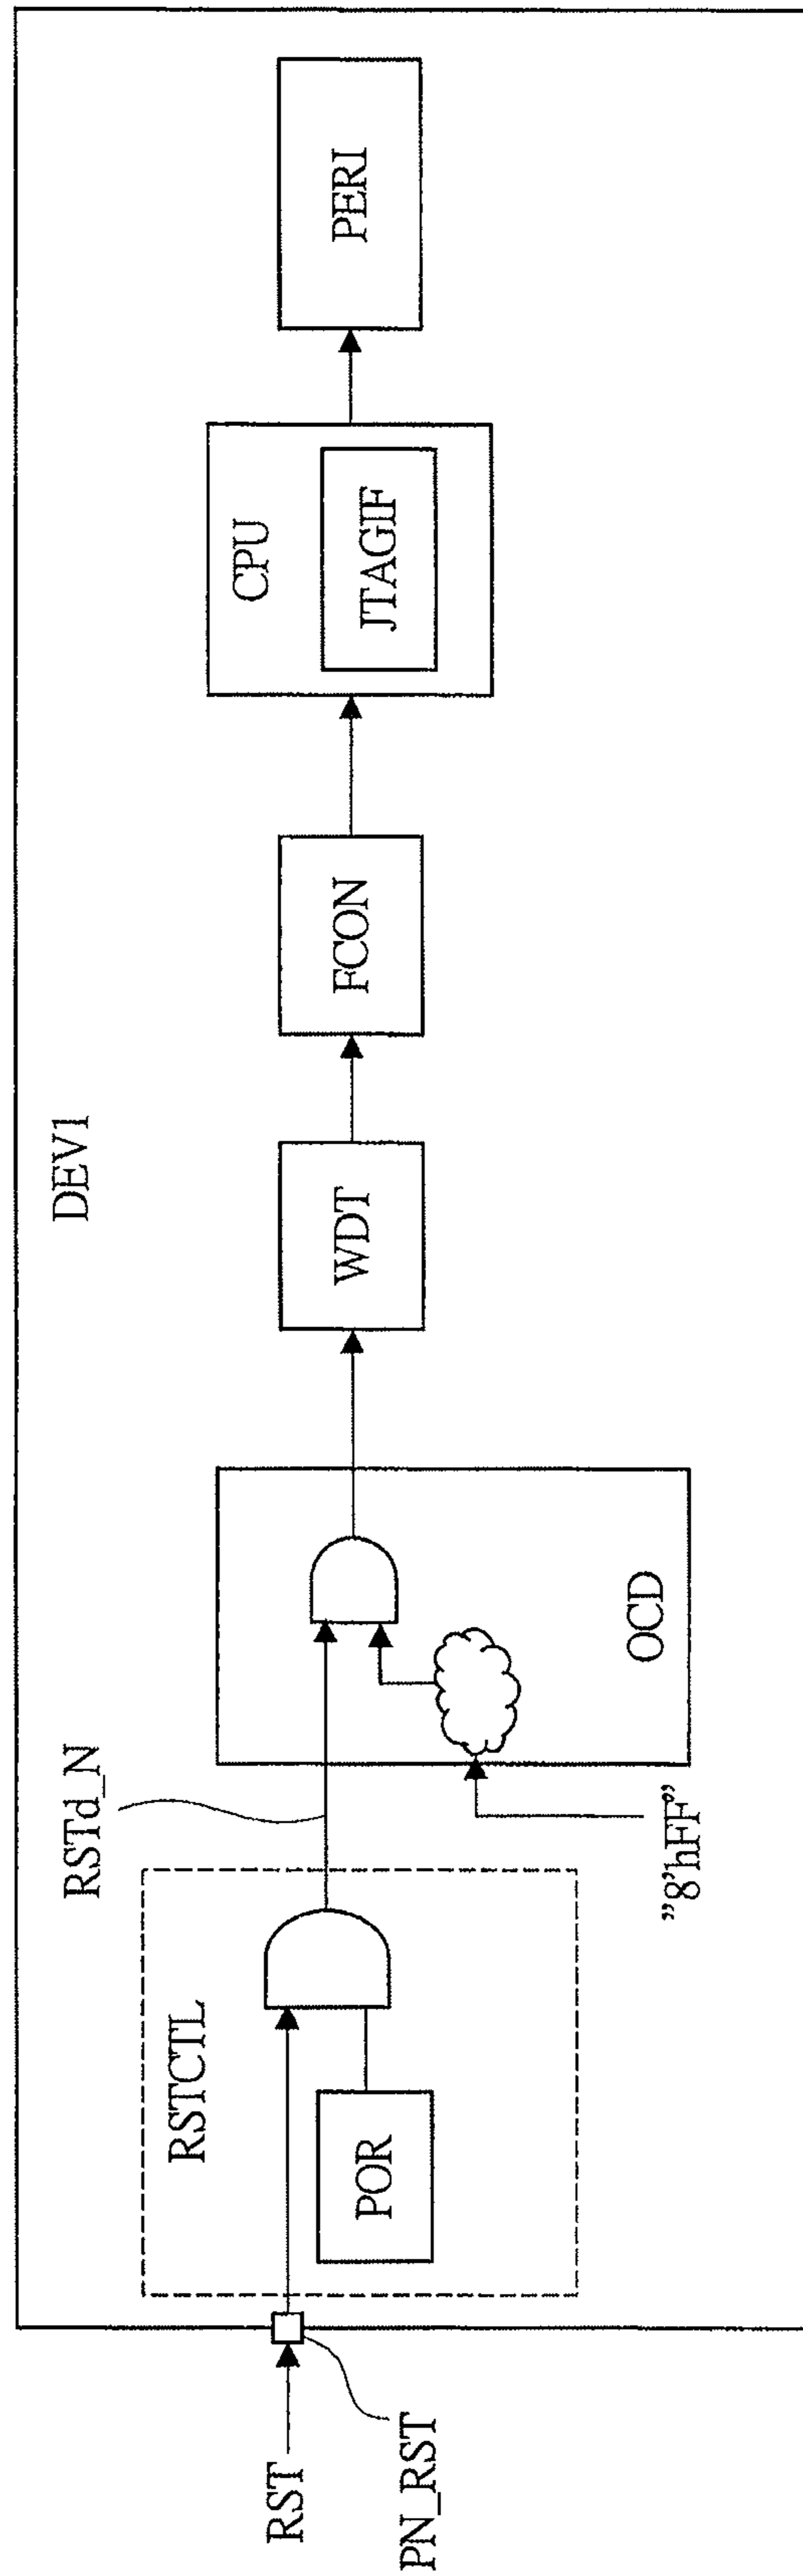 DEV1
RST
PN_RST
RSTCTL
POR
RSTd_N
"8'hFF"
OCD
WDT
FCON
CPU
JTAGIF
PERI